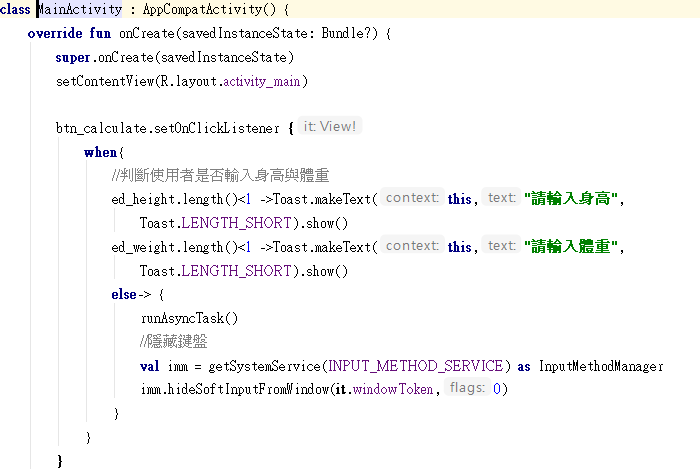 class MainActivity : AppCompatActivity() {
override fun onCreate(savedInstanceState: Bundle?) {
super.onCreate(savedInstanceState)
setContentView(R.layout.activity_main)
btn_calculate.setOnClickListener { it: View!
when{
//判斷使用者是否輸入身高與體重
ed_height.length()<1 ->Toast.makeText( context: this, text: "請輸入身高",
Toast.LENGTH_SHORT).show()
ed_weight.length()<1 ->Toast.makeText( context: this, text: "請輸入體重",
Toast.LENGTH_SHORT).show()
else-> {
runAsyncTask()
//隱藏鍵盤
val imm = getSystemService(INPUT_METHOD_SERVICE) as InputMethodManager
imm.hideSoftInputFromWindow(it.windowToken, flags: 0)
}
}
}